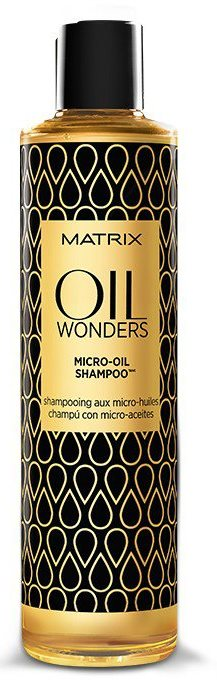 MATRIX
OIL
WONDERS
MICRO-OIL
SHAMPOO™
shampooing aux micro-huiles
champú con micro-aceites